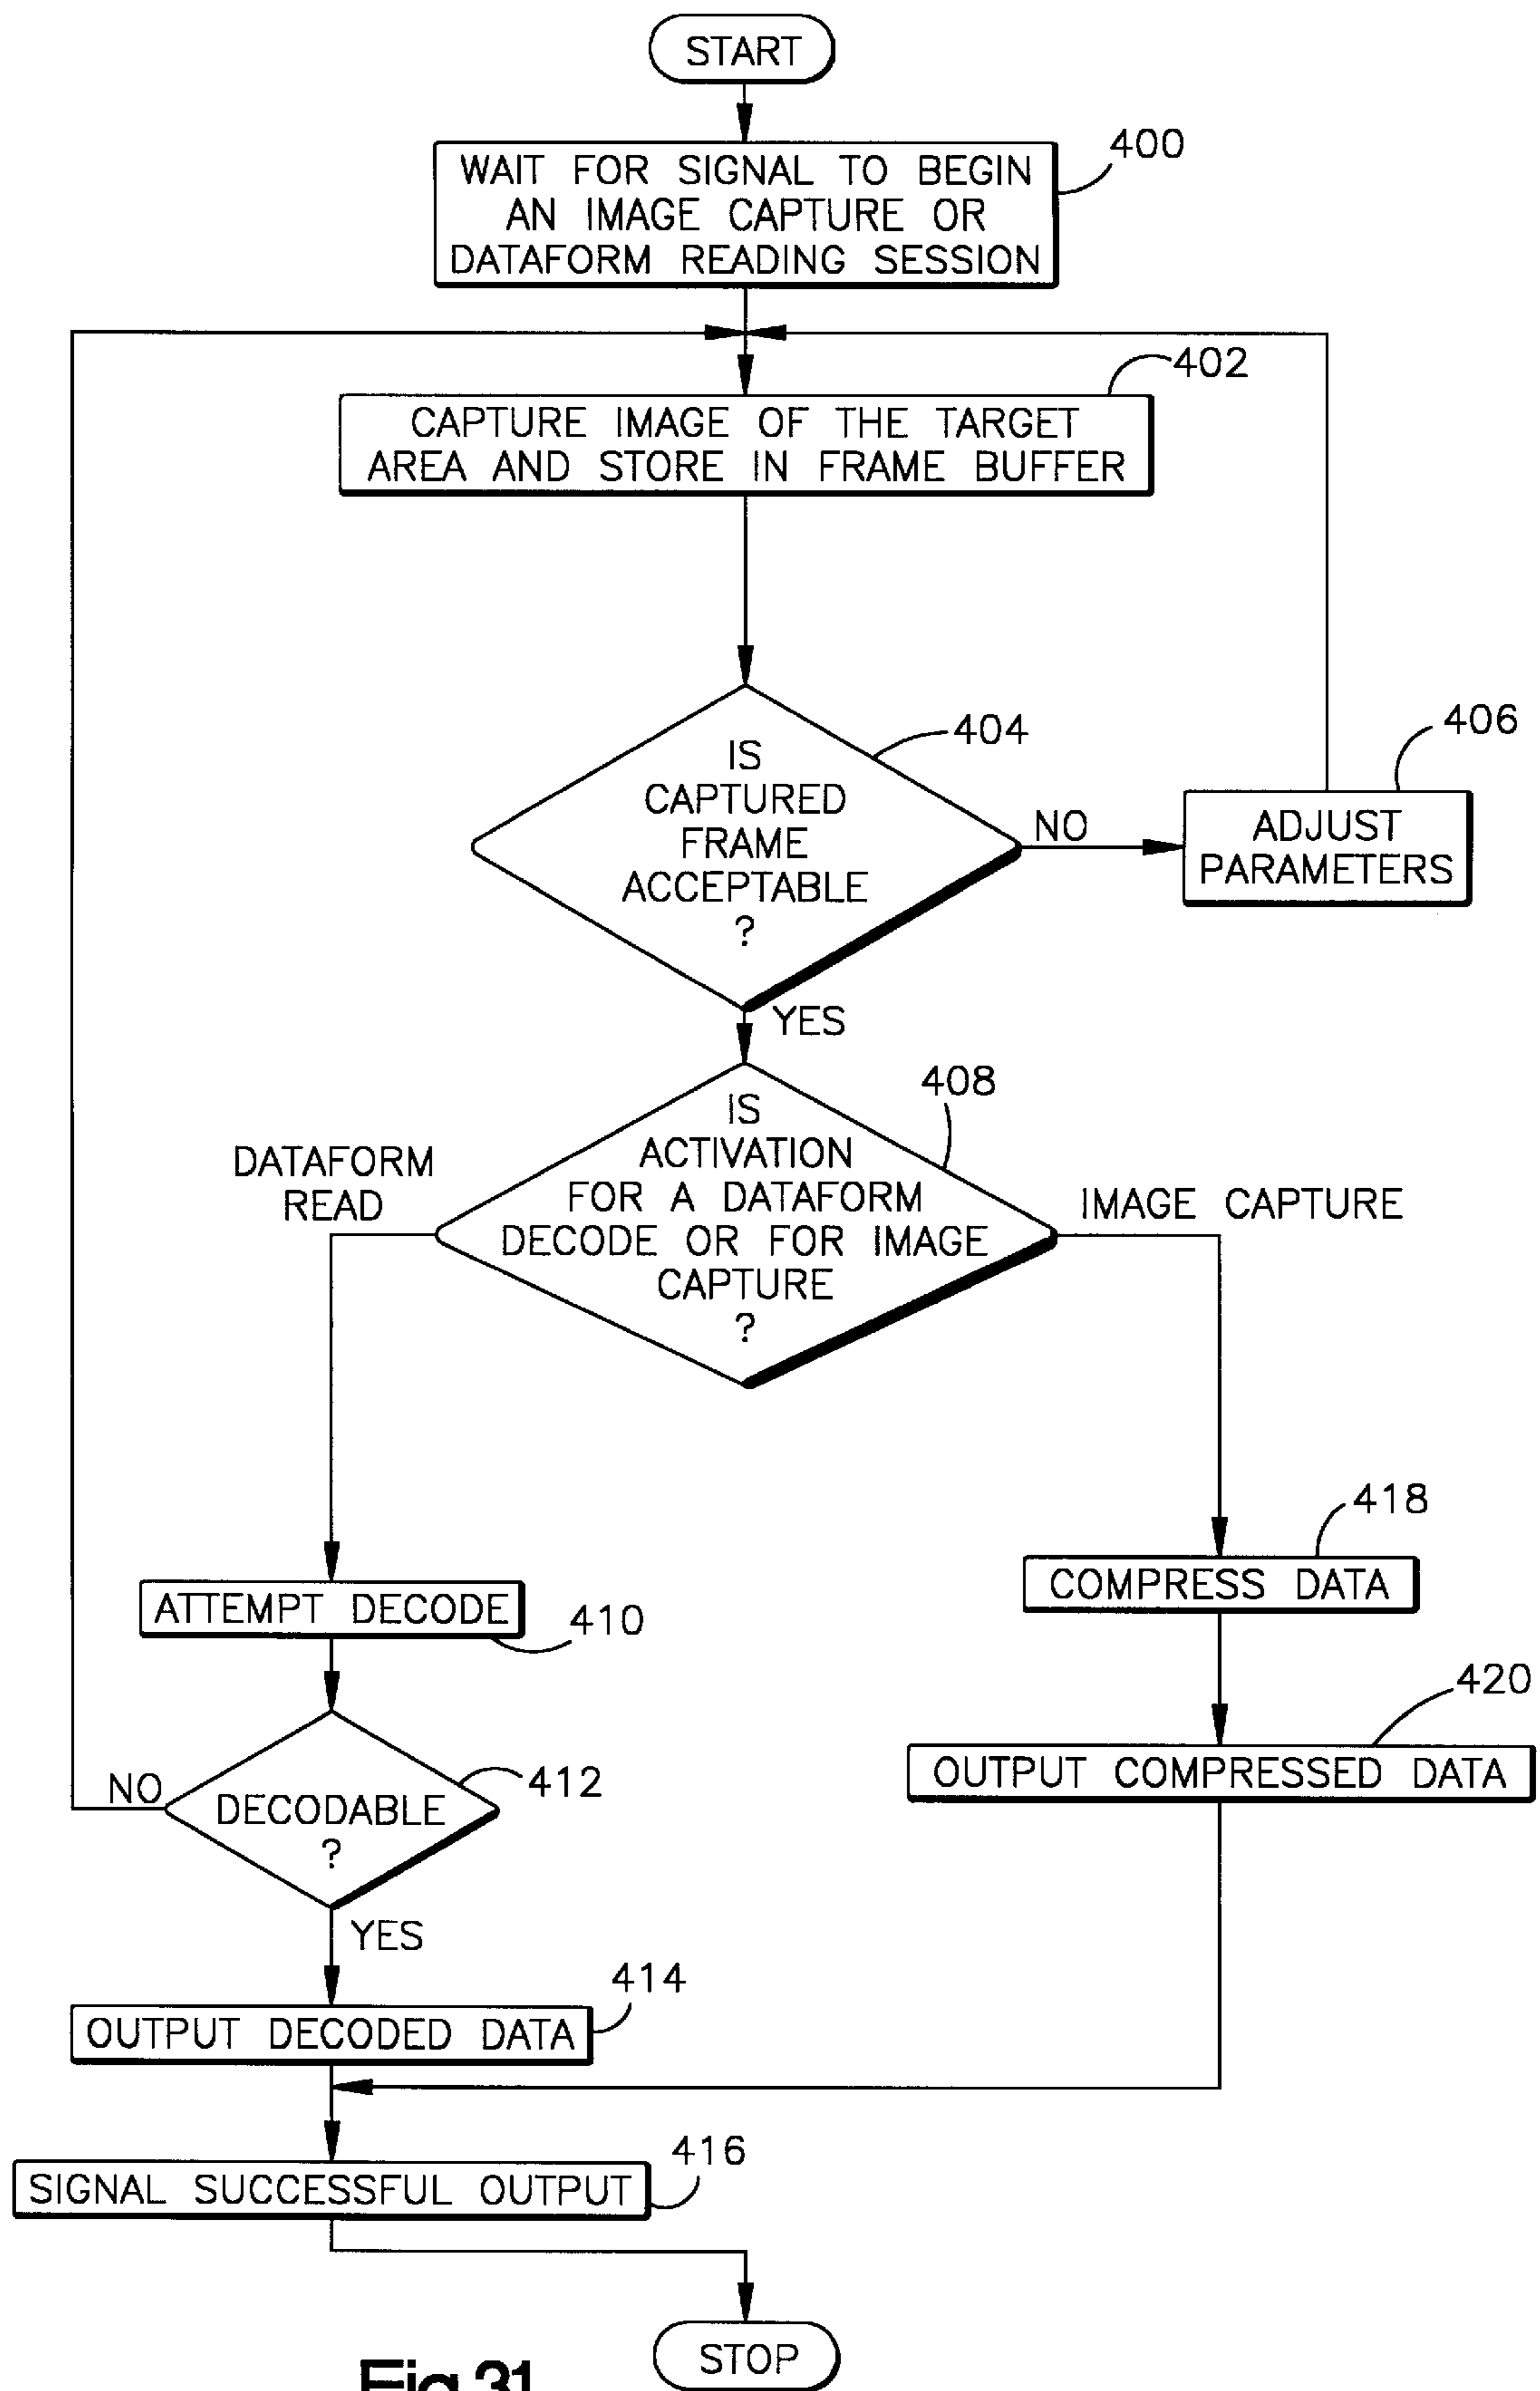 START
400
WAIT FOR SIGNAL TO BEGIN
AN IMAGE CAPTURE OR
DATAFORM READING SESSION
402
CAPTURE IMAGE OF THE TARGET
AREA AND STORE IN FRAME BUFFER
404
IS
CAPTURED
FRAME
ACCEPTABLE
?
NO
406
ADJUST
PARAMETERS
YES
408
IS
ACTIVATION
FOR A DATAFORM
DECODE OR FOR IMAGE
CAPTURE
?
DATAFORM
READ
IMAGE CAPTURE
418
COMPRESS DATA
ATTEMPT DECODE
410
420
OUTPUT COMPRESSED DATA
412
NO
DECODABLE
?
YES
414
OUTPUT DECODED DATA
416
SIGNAL SUCCESSFUL OUTPUT
STOP
Fig.31